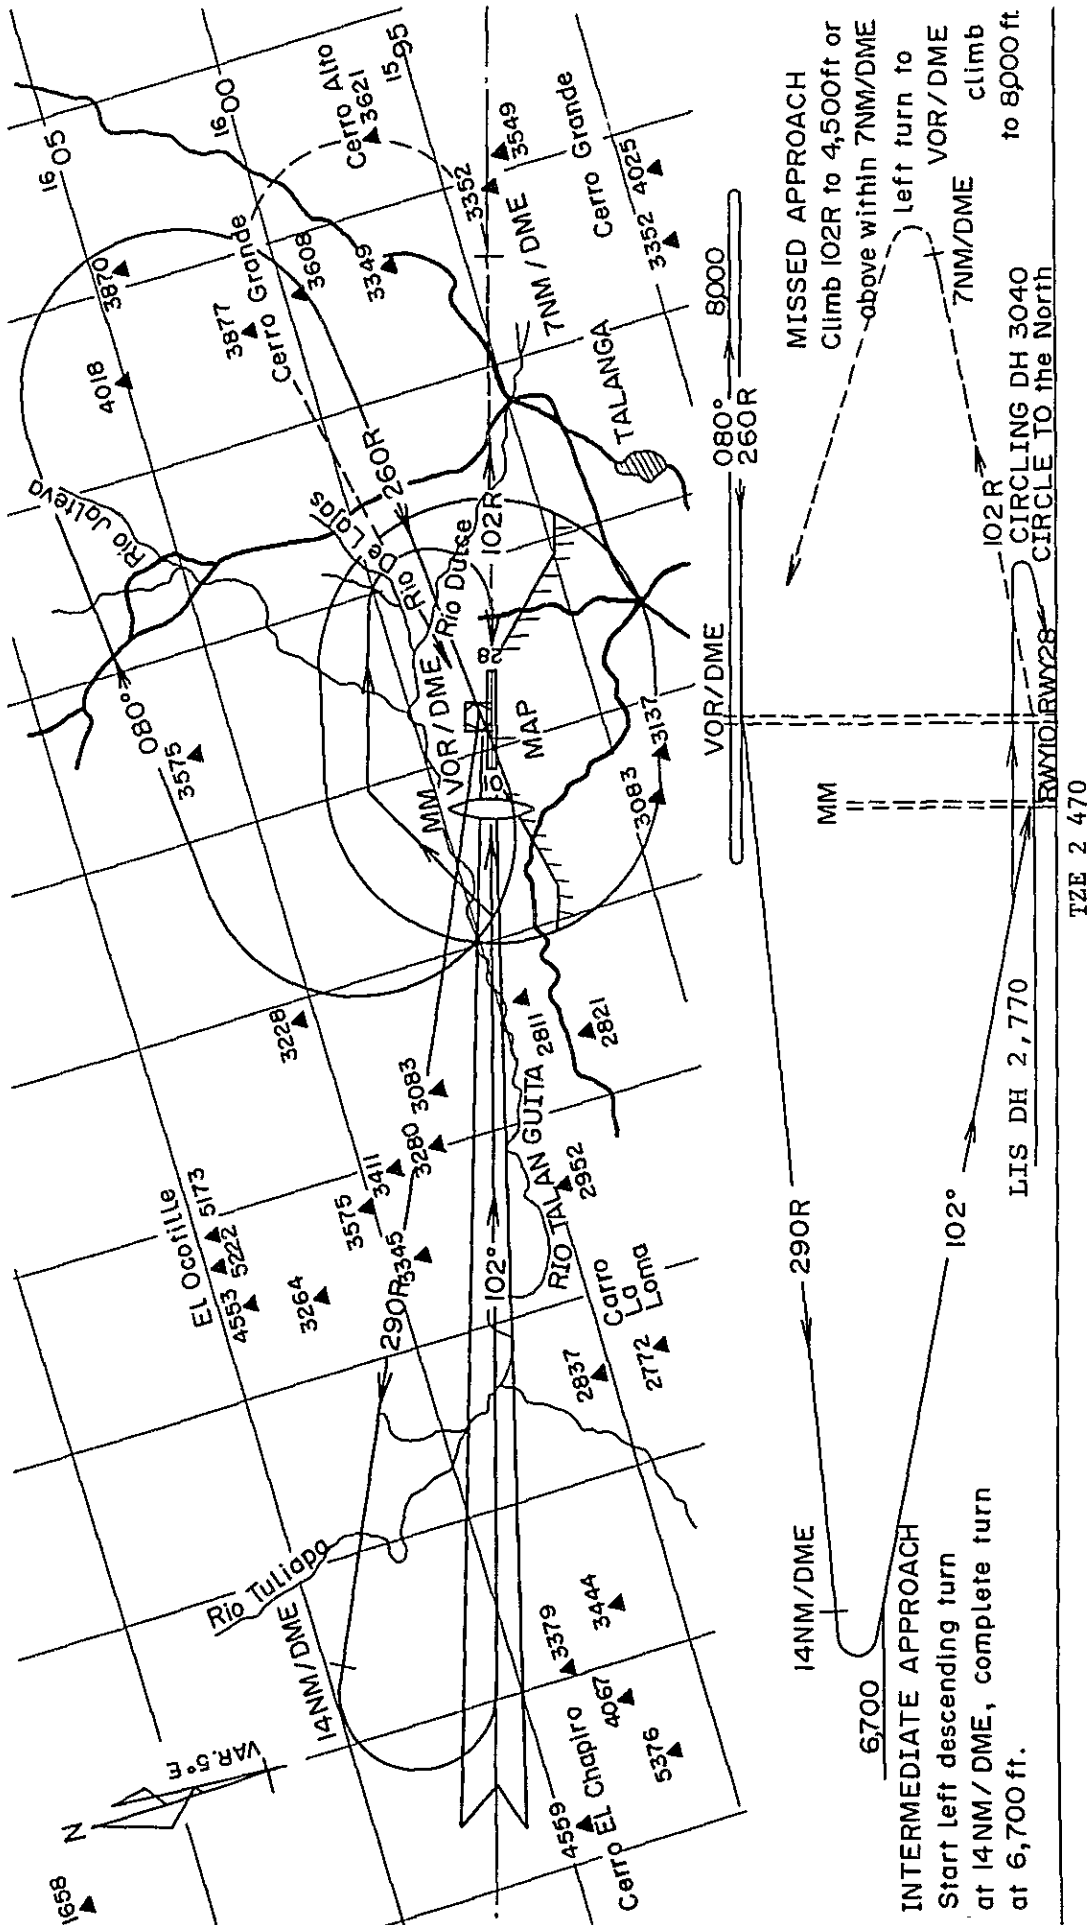 1658
N
VAR. 5°E
14NM/DME
Rio Tuliapa
4559
Cerro EL Chapiro
5376
4067
3379
3444
El Ocotille
4553
5222
5173
3264
3575
3411
3345
3280
3083
290R
102°
RIO TALANGUITA
2952
2811
2821
2837
2772
Carro
La
Loma
3228
3575
080°
Rio Jalteva
4018
3870
3877
Cerro Grande
3608
3349
16 05
16 00
15 95
Cerro Alto
3621
3352
3549
7NM / DME
Cerro Grande
4025
3352
TALANGA
260R
Rio De Lajas
Rio Dulce
102R
MM
VOR / DME
MAP
10
28
3083
3137
VOR/DME
080°
260R
8000
MM
14NM/DME
290R
6,700
102°
INTERMEDIATE APPROACH
Start left descending turn
at 14NM/DME, complete turn
at 6,700ft.
LIS DH 2,770
TZE 2 470
RWY10
RWY28
CIRCLING DH 3040
CIRCLE TO the North
102R
7NM/DME
MISSED APPROACH
Climb 102R to 4,500ft or
above within 7NM/DME
left turn to
VOR/DME
climb
to 8,000ft